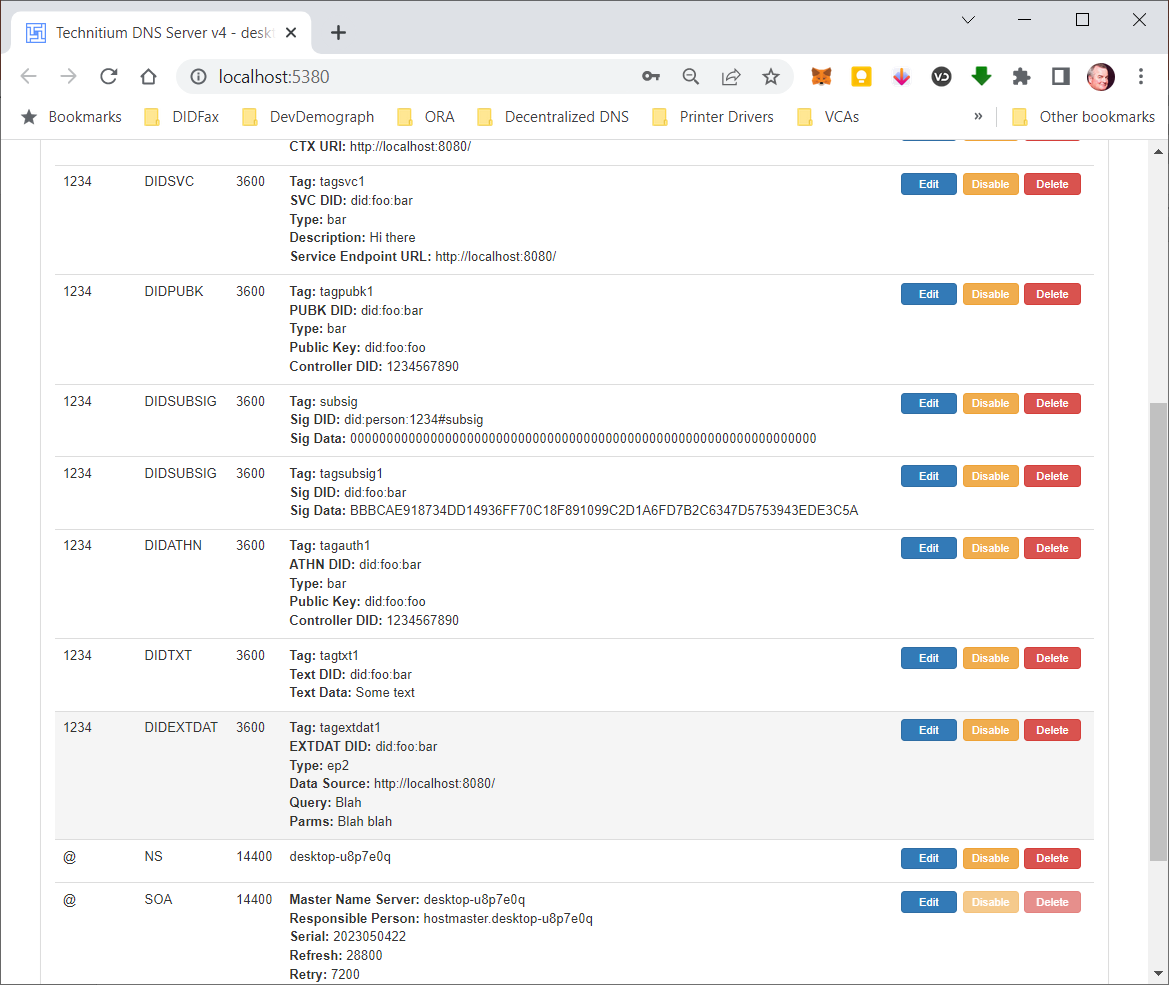 Technitium DNS Server v4 - desk
localhost:5380
Bookmarks DIDFax DevDemograph ORA Decentralized DNS Printer Drivers VCAs » Other bookmarks
CTX URI: http://localhost:8080/
1234 DIDSVC 3600 Tag: tagsvc1 Edit Disable Delete
SVC DID: did:foo:bar
Type: bar
Description: Hi there
Service Endpoint URL: http://localhost:8080/
1234 DIDPUBK 3600 Tag: tagpubk1 Edit Disable Delete
PUBK DID: did:foo:bar
Type: bar
Public Key: did:foo:foo
Controller DID: 1234567890
1234 DIDSUBSIG 3600 Tag: subsig Edit Disable Delete
Sig DID: did:person:1234#subsig
Sig Data: 0000000000000000000000000000000000000000000000000000000000000000
1234 DIDSUBSIG 3600 Tag: tagsubsig1 Edit Disable Delete
Sig DID: did:foo:bar
Sig Data: BBBCAE918734DD14936FF70C18F891099C2D1A6FD7B2C6347D5753943EDE3C5A
1234 DIDATHN 3600 Tag: tagauth1 Edit Disable Delete
ATHN DID: did:foo:bar
Type: bar
Public Key: did:foo:foo
Controller DID: 1234567890
1234 DIDTXT 3600 Tag: tagtxt1 Edit Disable Delete
Text DID: did:foo:bar
Text Data: Some text
1234 DIDEXTDAT 3600 Tag: tagextdat1 Edit Disable Delete
EXTDAT DID: did:foo:bar
Type: ep2
Data Source: http://localhost:8080/
Query: Blah
Parms: Blah blah
@ NS 14400 desktop-u8p7e0q Edit Disable Delete
@ SOA 14400 Master Name Server: desktop-u8p7e0q Edit Disable Delete
Responsible Person: hostmaster.desktop-u8p7e0q
Serial: 2023050422
Refresh: 28800
Retry: 7200